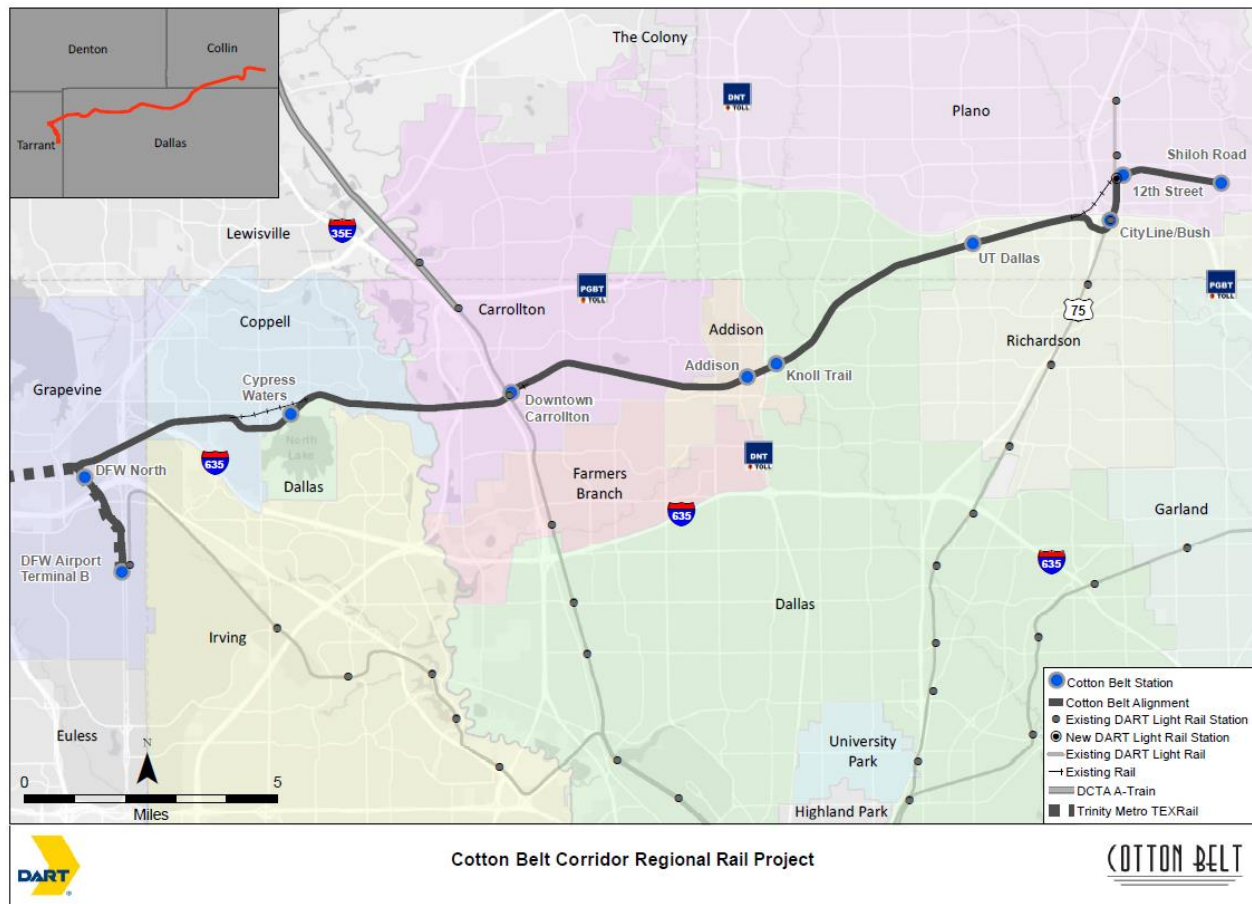 Denton
Collin
Tarrant
Dallas
The Colony
DNT
TOLL
Plano
Shiloh Road
12th Street
CityLine/Bush
Lewisville
35E
UT Dallas
PGBT
TOLL
PGBT
TOLL
Coppell
Carrollton
Addison
75
Richardson
Grapevine
Cypress
Waters
Addison
Knoll Trail
Downtown
Carrollton
North
Lake
635
DFW North
Dallas
Farmers
Branch
DNT
TOLL
635
Garland
DFW Airport
Terminal B
635
Dallas
Irving
Euless
N
0
5
Miles
University
Park
Highland Park
Cotton Belt Station
Cotton Belt Alignment
Existing DART Light Rail Station
New DART Light Rail Station
Existing DART Light Rail
Existing Rail
DCTA A-Train
Trinity Metro TEXRail
DART
Cotton Belt Corridor Regional Rail Project
COTTON BELT